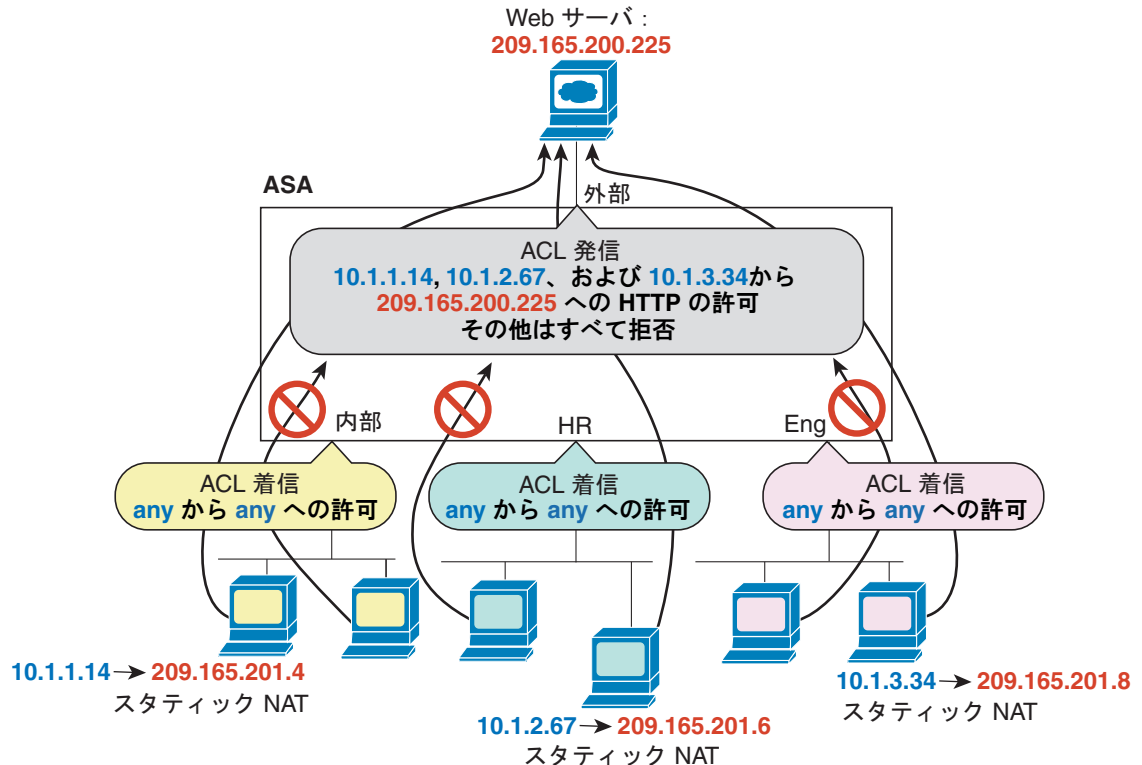 Web サーバ :
209.165.200.225
ASA
外部
ACL 発信
10.1.1.14, 10.1.2.67、および 10.1.3.34から
209.165.200.225 への HTTP の許可
その他はすべて拒否
内部
HR
Eng
ACL 着信
any から any への許可
ACL 着信
any から any への許可
ACL 着信
any から any への許可
10.1.1.14 → 209.165.201.4
スタティック NAT
10.1.2.67 → 209.165.201.6
スタティック NAT
10.1.3.34 → 209.165.201.8
スタティック NAT